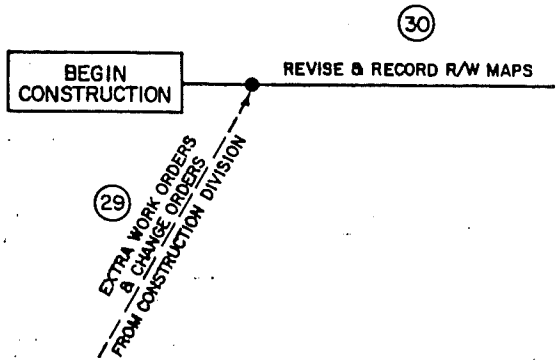 30
BEGIN
CONSTRUCTION
REVISE & RECORD R/W MAPS
29
EXTRA WORK ORDERS
& CHANGE ORDERS
FROM CONSTRUCTION DIVISION